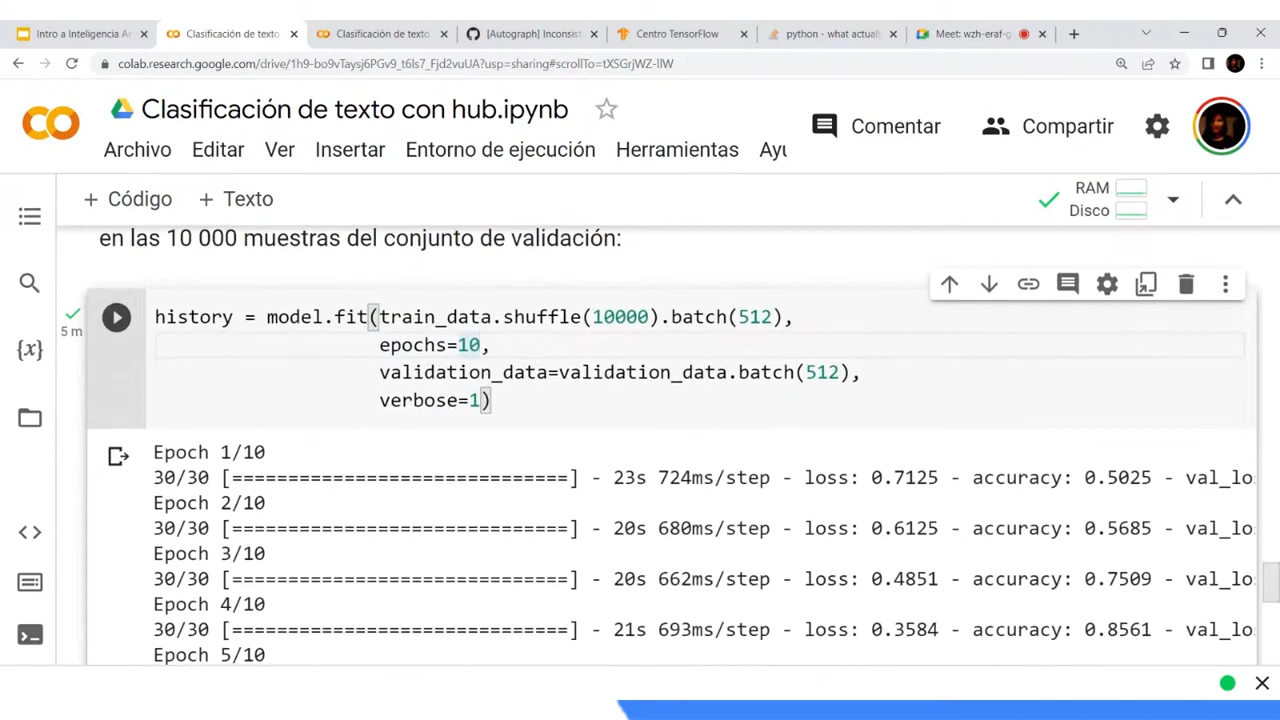 Intro a Inteligencia Ar
Clasificación de texto
Clasificación de texto
[Autograph] Inconsist
Centro TensorFlow
python - what actuall
Meet: wzh-eraf-
colab.research.google.com/drive/1h9-bo9vTaysj6PGv9_t6ls7_Fjd2vuUA?usp=sharing#scrollTo=tXSGrjWZ-llW
Clasificación de texto con hub.ipynb
Comentar
Compartir
Archivo Editar Ver Insertar Entorno de ejecución Herramientas Ayu
+ Código + Texto
RAM
Disco
en las 10 000 muestras del conjunto de validación:
5 m
{x}
history = model.fit(train_data.shuffle(10000).batch(512),
epochs=10,
validation_data=validation_data.batch(512),
verbose=1)
Epoch 1/10
30/30 [==============================] - 23s 724ms/step - loss: 0.7125 - accuracy: 0.5025 - val_lo
Epoch 2/10
30/30 [==============================] - 20s 680ms/step - loss: 0.6125 - accuracy: 0.5685 - val_lo
Epoch 3/10
30/30 [==============================] - 20s 662ms/step - loss: 0.4851 - accuracy: 0.7509 - val_lo
Epoch 4/10
30/30 [==============================] - 21s 693ms/step - loss: 0.3584 - accuracy: 0.8561 - val_lo
Epoch 5/10